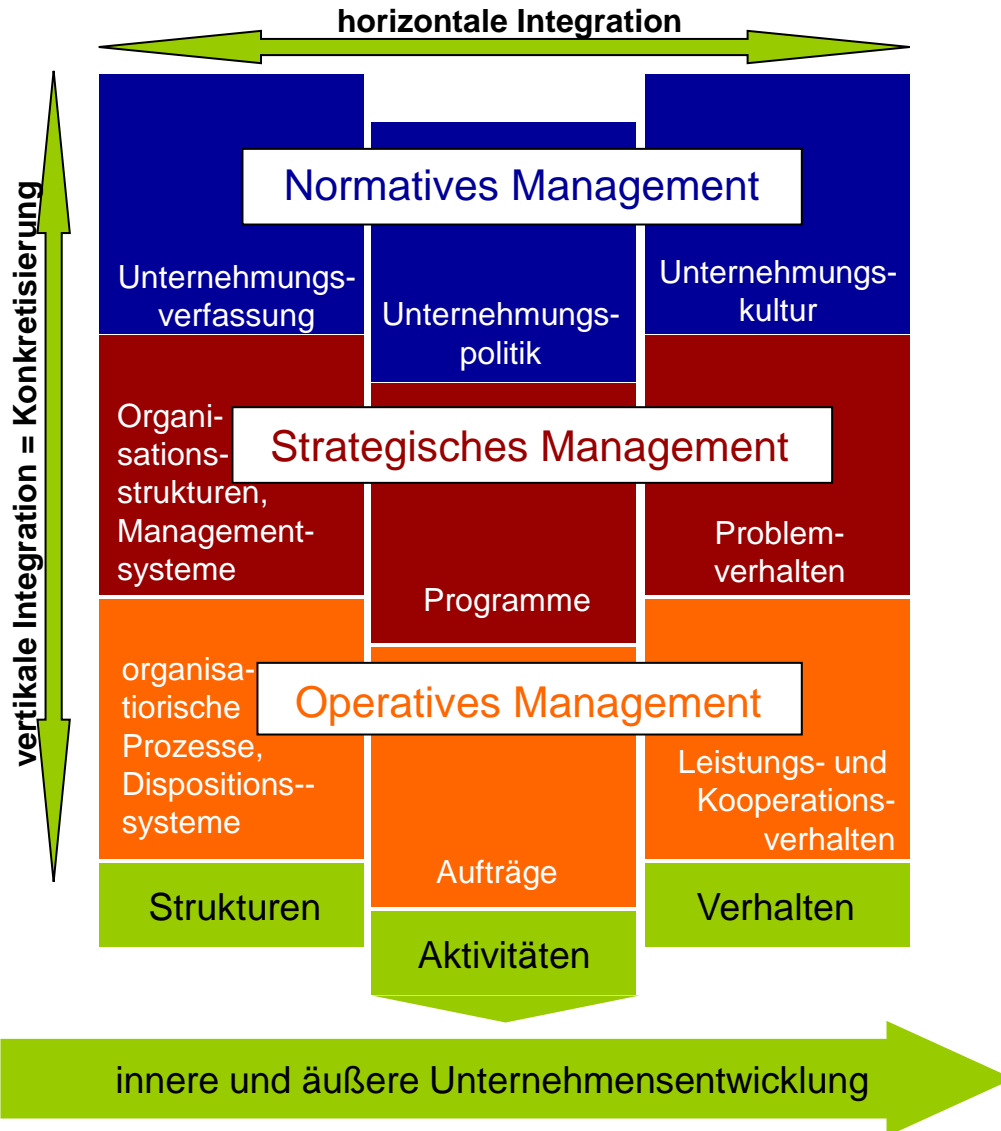 horizontale Integration
vertikale Integration = Konkretisierung
Normatives Management
Unternehmungs-
verfassung
Unternehmungs-
politik
Unternehmungs-
kultur
Strategisches Management
Organi-
sations-
strukturen,
Management-
systeme
Programme
Problem-
verhalten
Operatives Management
organisa-
tiorische
Prozesse,
Dispositions--
systeme
Aufträge
Leistungs- und
Kooperations-
verhalten
Strukturen
Aktivitäten
Verhalten
innere und äußere Unternehmensentwicklung